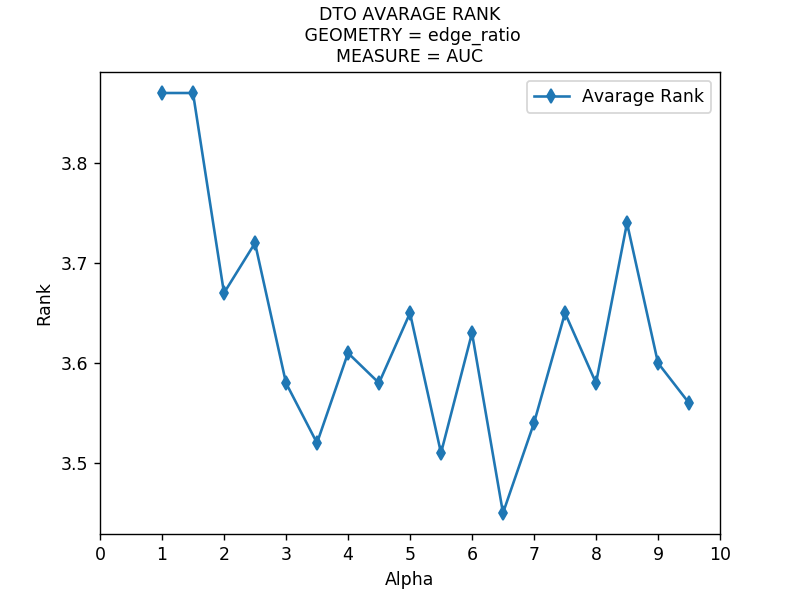 DTO AVARAGE RANK
GEOMETRY = edge_ratio
MEASURE = AUC
Avarage Rank
3.8
3.7
3.6
3.5
Rank
0 1 2 3 4 5 6 7 8 9 10
Alpha